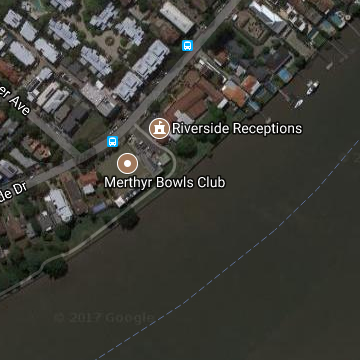 er Ave
Riverside Receptions
Merthyr Bowls Club
de Dr
© 2017 Google